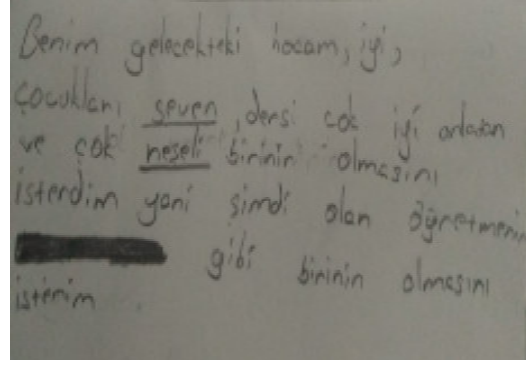 Benim gelecekteki hocam, iyi,
çocukları seven, dersi çok iyi anlatan
ve çok neşeli birinin olmasını
isterdim yani şimdi olan öğretmenim
gibi birinin olmasını
isterim